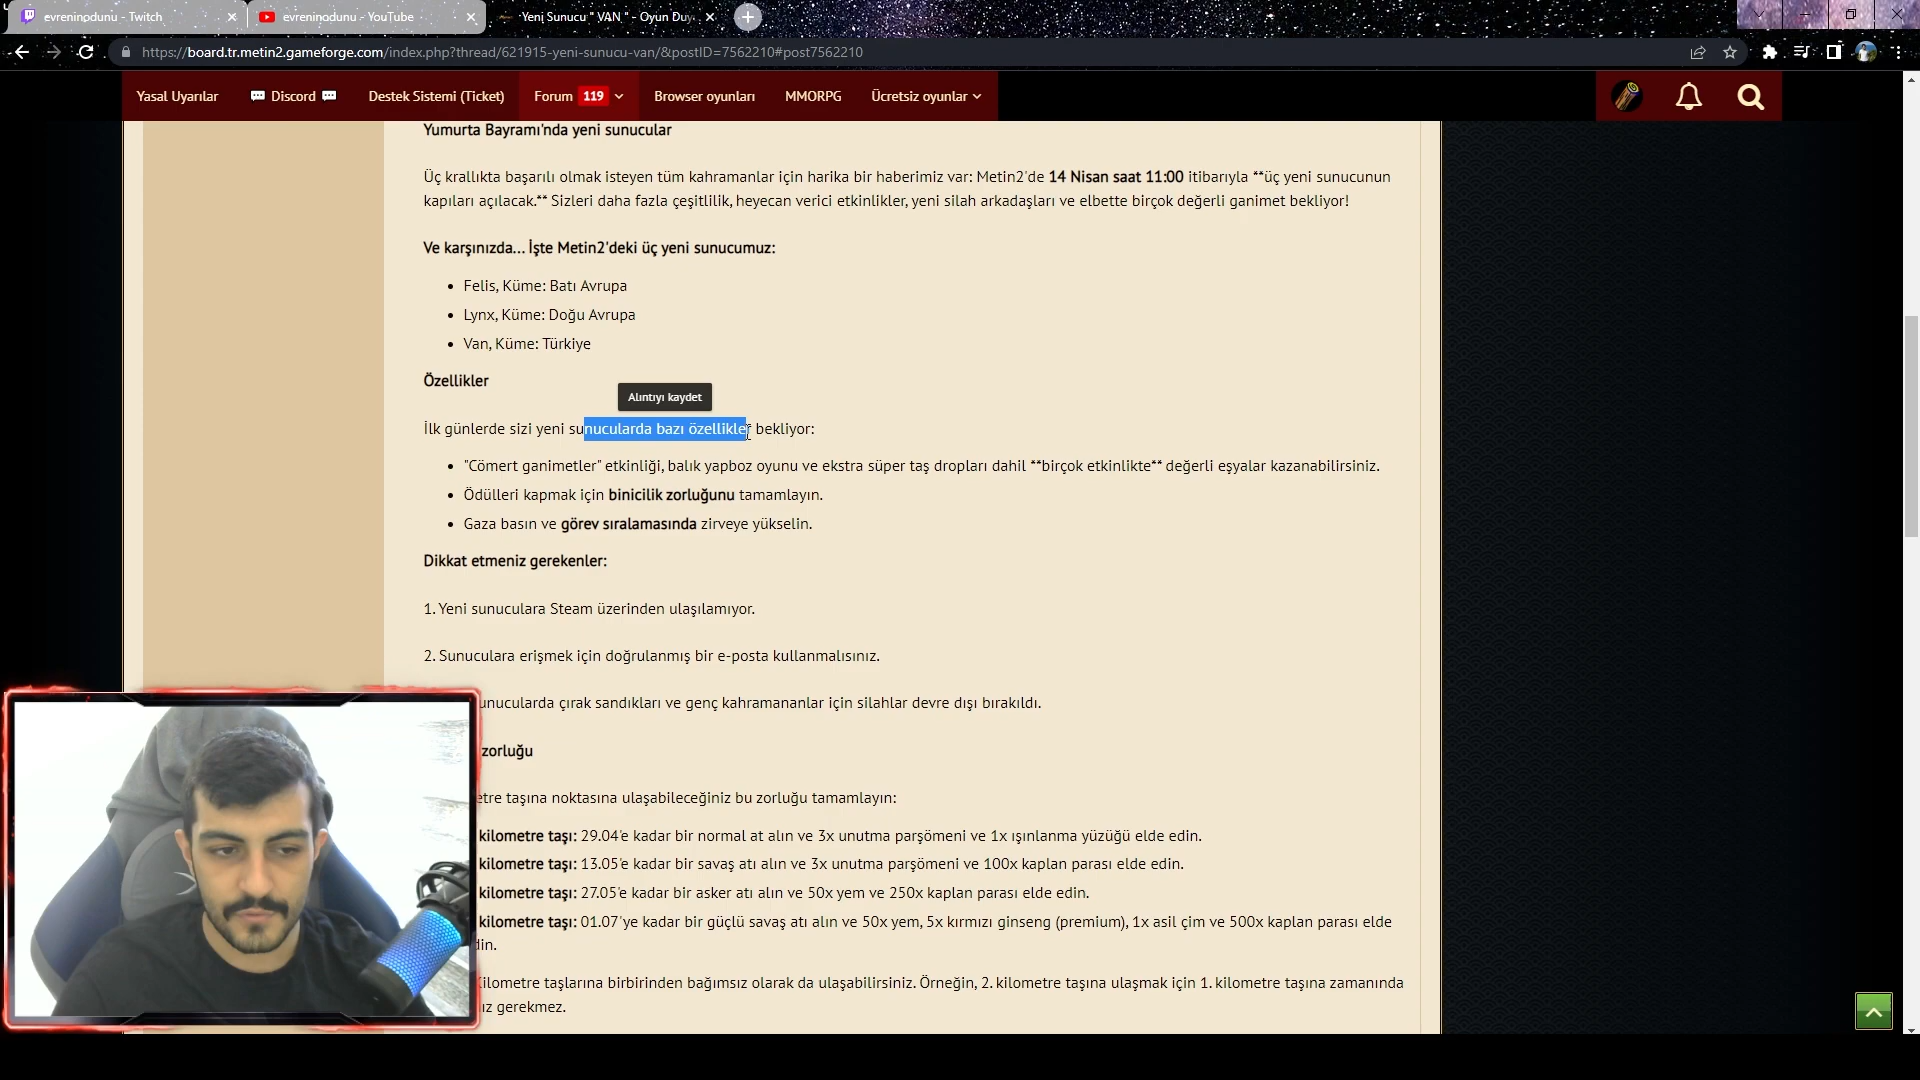 evreninodunu - Twitch
evreninodunu - YouTube
Yeni Sunucu " VAN " - Oyun Duy
https://board.tr.metin2.gameforge.com/index.php?thread/621915-yeni-sunucu-van/&postID=7562210#post7562210
Yasal Uyarılar
Discord
Destek Sistemi (Ticket)
Forum 119
Browser oyunları
MMORPG
Ücretsiz oyunlar
Yumurta Bayramı'nda yeni sunucular
Üç krallıkta başarılı olmak isteyen tüm kahramanlar için harika bir haberimiz var: Metin2'de 14 Nisan saat 11:00 itibarıyla **üç yeni sunucunun
kapıları açılacak.** Sizleri daha fazla çeşitlilik, heyecan verici etkinlikler, yeni silah arkadaşları ve elbette birçok değerli ganimet bekliyor!
Ve karşınızda... İşte Metin2'deki üç yeni sunucumuz:
• Felis, Küme: Batı Avrupa
• Lynx, Küme: Doğu Avrupa
• Van, Küme: Türkiye
Özellikler
Alıntıyı kaydet
İlk günlerde sizi yeni sunucularda bazı özellikler bekliyor:
• "Cömert ganimetler" etkinliği, balık yapboz oyunu ve ekstra süper taş dropları dahil **birçok etkinlikte** değerli eşyalar kazanabilirsiniz.
• Ödülleri kapmak için binicilik zorluğunu tamamlayın.
• Gaza basın ve görev sıralamasında zirveye yükselin.
Dikkat etmeniz gerekenler:
1. Yeni sunuculara Steam üzerinden ulaşılamıyor.
2. Sunuculara erişmek için doğrulanmış bir e-posta kullanmalısınız.
unucularda çırak sandıkları ve genç kahramananlar için silahlar devre dışı bırakıldı.
zorluğu
etre taşına noktasına ulaşabileceğiniz bu zorluğu tamamlayın:
kilometre taşı: 29.04'e kadar bir normal at alın ve 3x unutma parşömeni ve 1x ışınlanma yüzüğü elde edin.
kilometre taşı: 13.05'e kadar bir savaş atı alın ve 3x unutma parşömeni ve 100x kaplan parası elde edin.
kilometre taşı: 27.05'e kadar bir asker atı alın ve 50x yem ve 250x kaplan parası elde edin.
kilometre taşı: 01.07'ye kadar bir güçlü savaş atı alın ve 50x yem, 5x kırmızı ginseng (premium), 1x asil çim ve 500x kaplan parası elde
din.
Kilometre taşlarına birbirinden bağımsız olarak da ulaşabilirsiniz. Örneğin, 2. kilometre taşına ulaşmak için 1. kilometre taşına zamanında
ız gerekmez.